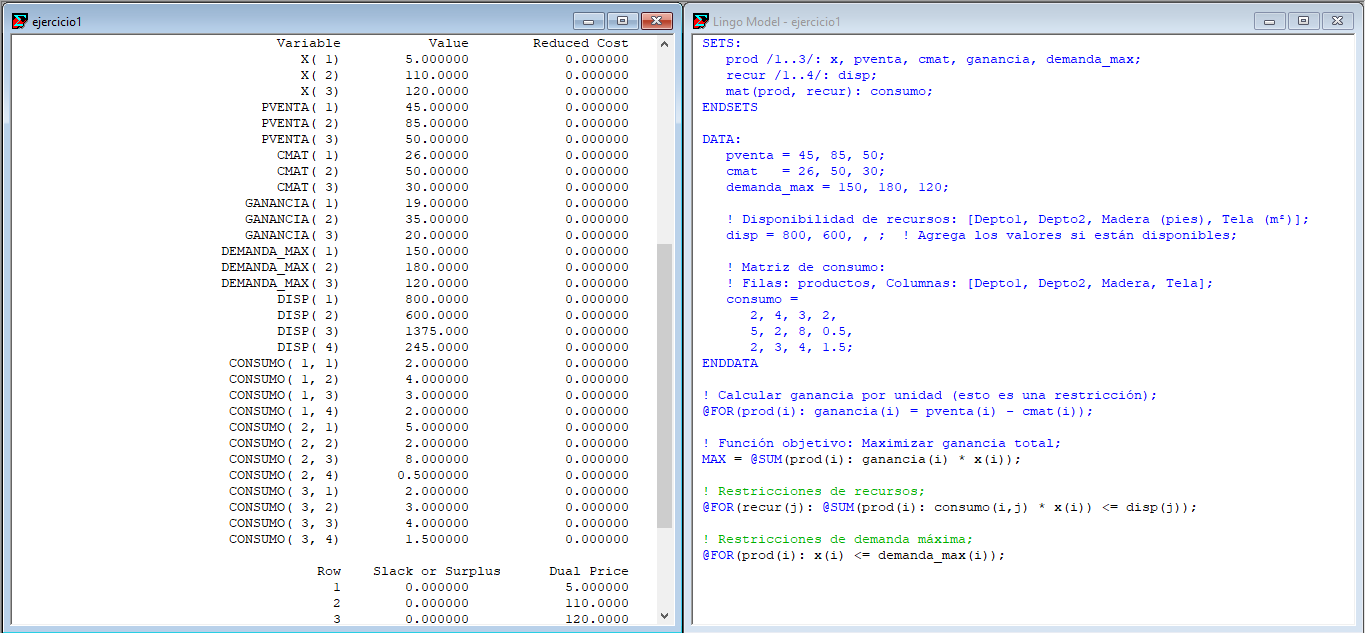 ejercicio1
Variable Value Reduced Cost
X( 1) 5.000000 0.000000
X( 2) 110.0000 0.000000
X( 3) 120.0000 0.000000
PVENTA( 1) 45.00000 0.000000
PVENTA( 2) 85.00000 0.000000
PVENTA( 3) 50.00000 0.000000
CMAT( 1) 26.00000 0.000000
CMAT( 2) 50.00000 0.000000
CMAT( 3) 30.00000 0.000000
GANANCIA( 1) 19.00000 0.000000
GANANCIA( 2) 35.00000 0.000000
GANANCIA( 3) 20.00000 0.000000
DEMANDA_MAX( 1) 150.0000 0.000000
DEMANDA_MAX( 2) 180.0000 0.000000
DEMANDA_MAX( 3) 120.0000 0.000000
DISP( 1) 800.0000 0.000000
DISP( 2) 600.0000 0.000000
DISP( 3) 1375.000 0.000000
DISP( 4) 245.0000 0.000000
CONSUMO( 1, 1) 2.000000 0.000000
CONSUMO( 1, 2) 4.000000 0.000000
CONSUMO( 1, 3) 3.000000 0.000000
CONSUMO( 1, 4) 2.000000 0.000000
CONSUMO( 2, 1) 5.000000 0.000000
CONSUMO( 2, 2) 2.000000 0.000000
CONSUMO( 2, 3) 8.000000 0.000000
CONSUMO( 2, 4) 0.5000000 0.000000
CONSUMO( 3, 1) 2.000000 0.000000
CONSUMO( 3, 2) 3.000000 0.000000
CONSUMO( 3, 3) 4.000000 0.000000
CONSUMO( 3, 4) 1.500000 0.000000
Row Slack or Surplus Dual Price
1 0.000000 5.000000
2 0.000000 110.0000
3 0.000000 120.0000
Lingo Model - ejercicio1
SETS:
prod /1..3/: x, pventa, cmat, ganancia, demanda_max;
recur /1..4/: disp;
mat(prod, recur): consumo;
ENDSETS
DATA:
pventa = 45, 85, 50;
cmat = 26, 50, 30;
demanda_max = 150, 180, 120;
! Disponibilidad de recursos: [Depto1, Depto2, Madera (pies), Tela (m²)];
disp = 800, 600, , ; ! Agrega los valores si están disponibles;
! Matriz de consumo:
! Filas: productos, Columnas: [Depto1, Depto2, Madera, Tela];
consumo =
2, 4, 3, 2,
5, 2, 8, 0.5,
2, 3, 4, 1.5;
ENDDATA
! Calcular ganancia por unidad (esto es una restricción);
@FOR(prod(i): ganancia(i) = pventa(i) - cmat(i));
! Función objetivo: Maximizar ganancia total;
MAX = @SUM(prod(i): ganancia(i) * x(i));
! Restricciones de recursos;
@FOR(recur(j): @SUM(prod(i): consumo(i,j) * x(i)) <= disp(j));
! Restricciones de demanda máxima;
@FOR(prod(i): x(i) <= demanda_max(i));